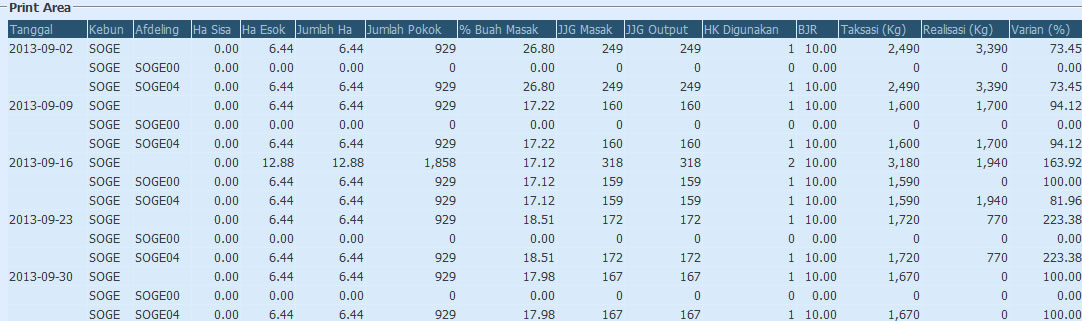 Print Area
Tanggal Kebun Afdeling Ha Sisa Ha Esok Jumlah Ha Jumlah Pokok % Buah Masak JJG Masak JJG Output HK Digunakan BJR Taksasi (Kg) Realisasi (Kg) Varian (%)
2013-09-02 SOGE 0.00 6.44 6.44 929 26.80 249 249 1 10.00 2,490 3,390 73.45
SOGE SOGE00 0.00 0.00 0.00 0 0.00 0 0 0 0.00 0 0 0.00
SOGE SOGE04 0.00 6.44 6.44 929 26.80 249 249 1 10.00 2,490 3,390 73.45
2013-09-09 SOGE 0.00 6.44 6.44 929 17.22 160 160 1 10.00 1,600 1,700 94.12
SOGE SOGE00 0.00 0.00 0.00 0 0.00 0 0 0 0.00 0 0 0.00
SOGE SOGE04 0.00 6.44 6.44 929 17.22 160 160 1 10.00 1,600 1,700 94.12
2013-09-16 SOGE 0.00 12.88 12.88 1,858 17.12 318 318 2 10.00 3,180 1,940 163.92
SOGE SOGE00 0.00 6.44 6.44 929 17.12 159 159 1 10.00 1,590 0 100.00
SOGE SOGE04 0.00 6.44 6.44 929 17.12 159 159 1 10.00 1,590 1,940 81.96
2013-09-23 SOGE 0.00 6.44 6.44 929 18.51 172 172 1 10.00 1,720 770 223.38
SOGE SOGE00 0.00 0.00 0.00 0 0.00 0 0 0 0.00 0 0 0.00
SOGE SOGE04 0.00 6.44 6.44 929 18.51 172 172 1 10.00 1,720 770 223.38
2013-09-30 SOGE 0.00 6.44 6.44 929 17.98 167 167 1 10.00 1,670 0 100.00
SOGE SOGE00 0.00 0.00 0.00 0 0.00 0 0 0 0.00 0 0 0.00
SOGE SOGE04 0.00 6.44 6.44 929 17.98 167 167 1 10.00 1,670 0 100.00